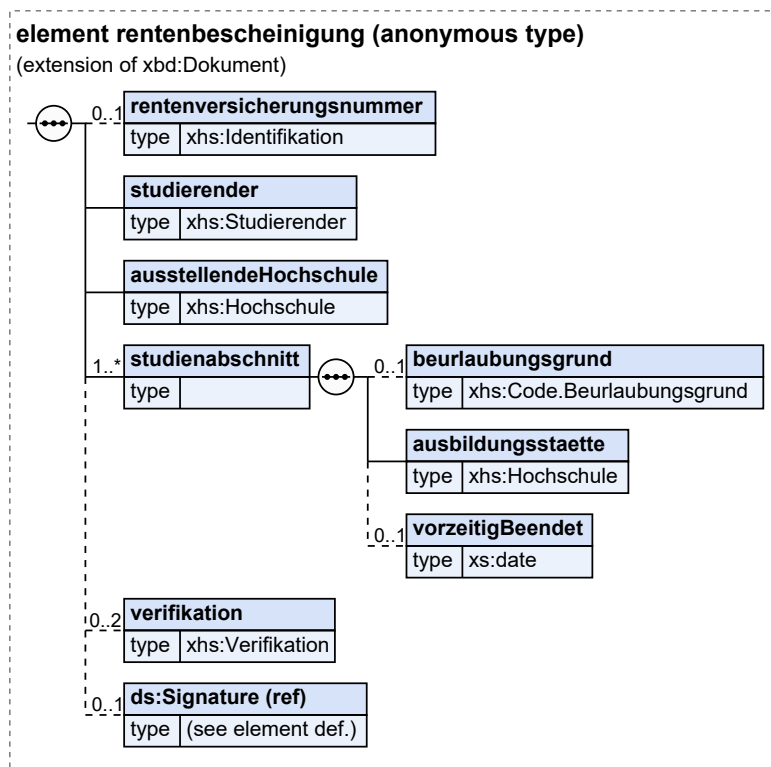 element rentenbescheinigung (anonymous type)
(extension of xbd:Dokument)
0..1 rentenversicherungsnummer
type xhs:Identifikation
studierender
type xhs:Studierender
ausstellendeHochschule
type xhs:Hochschule
1..* studienabschnitt
type
0..1 beurlaubungsgrund
type xhs:Code.Beurlaubungsgrund
ausbildungsstaette
type xhs:Hochschule
0..1 vorzeitigBeendet
type xs:date
0..2 verifikation
type xhs:Verifikation
0..1 ds:Signature (ref)
type (see element def.)